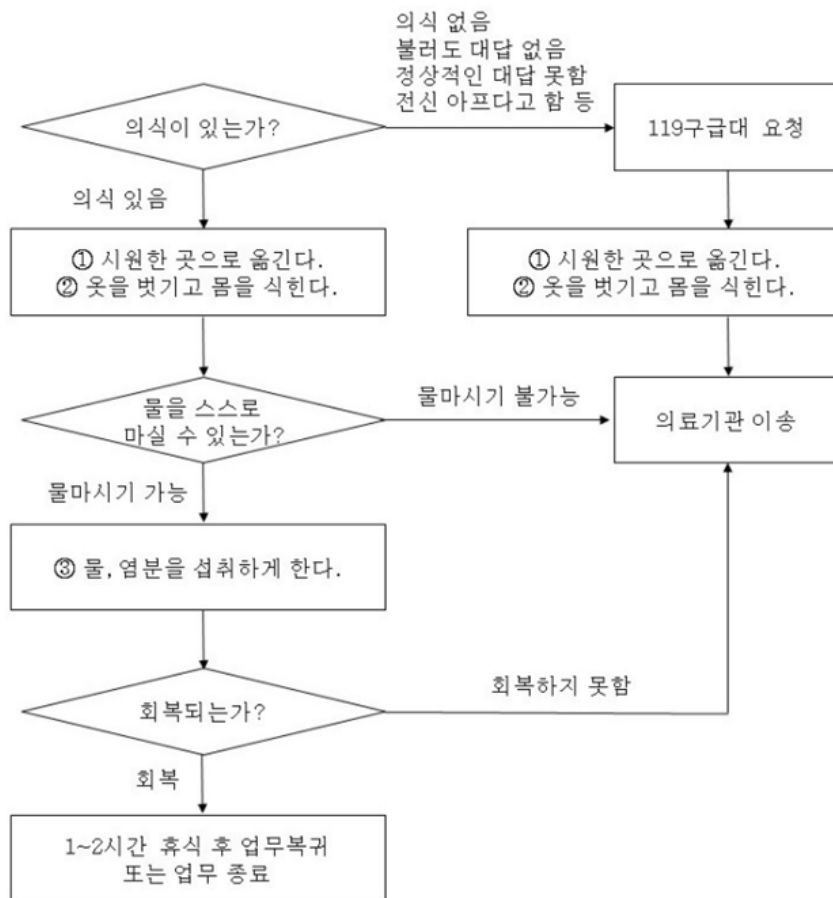 의식 없음
불러도 대답 없음
정상적인 대답 못함
전신 아프다고 함 등
의식이 있는가?
119구급대 요청
의식 있음
① 시원한 곳으로 옮긴다.
② 옷을 벗기고 몸을 식힌다.
① 시원한 곳으로 옮긴다.
② 옷을 벗기고 몸을 식힌다.
물을 스스로
마실 수 있는가?
물마시기 불가능
의료기관 이송
물마시기 가능
③ 물, 염분을 섭취하게 한다.
회복되는가?
회복하지 못함
회복
1~2시간 휴식 후 업무복귀
또는 업무 종료